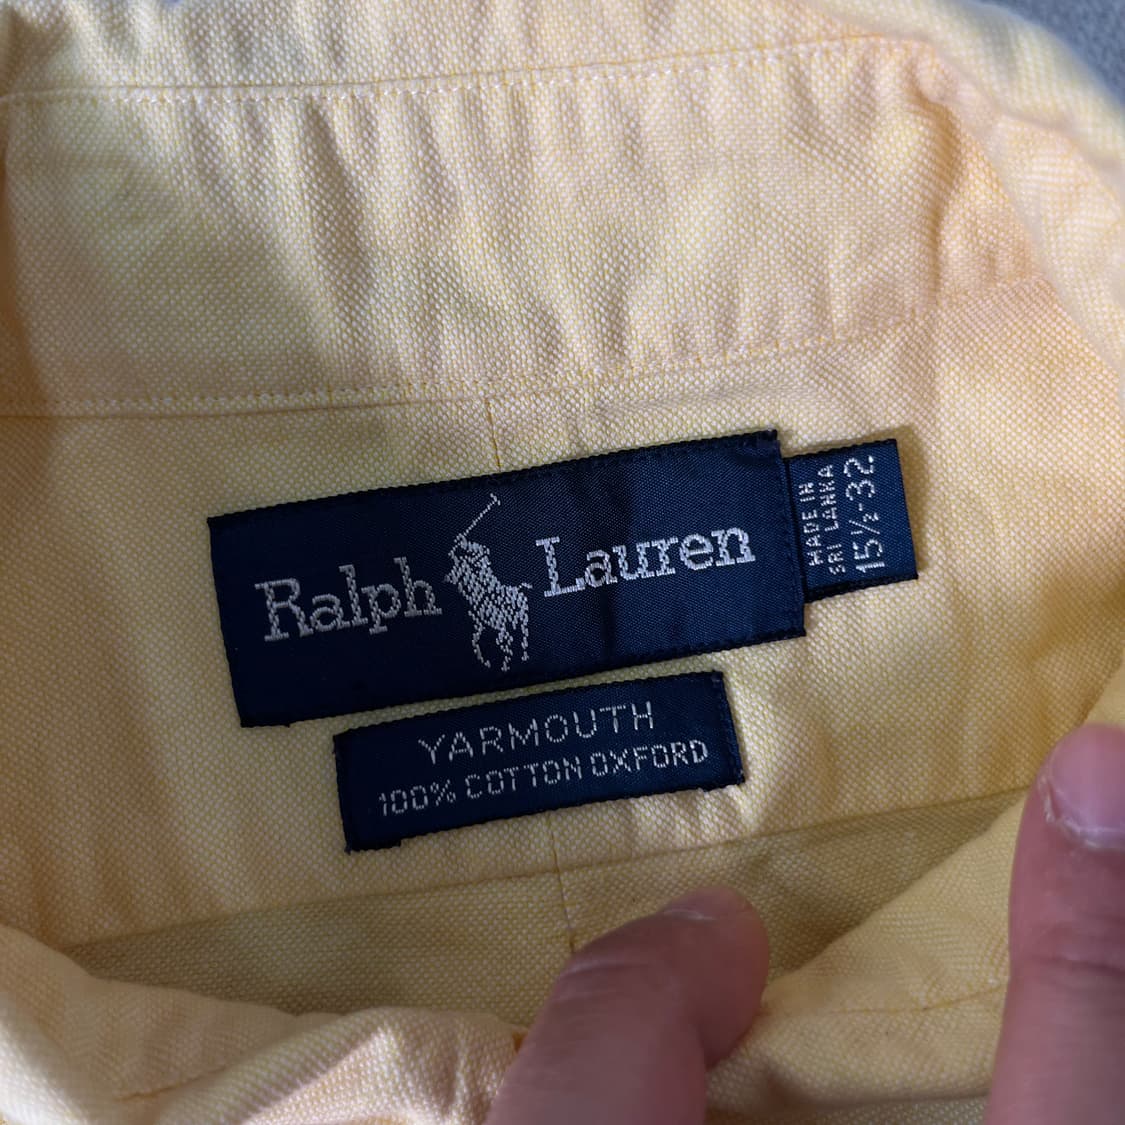 Ralph Lauren
MADE IN
SRI LANKA
15½-32
YARMOUTH
100% COTTON OXFORD